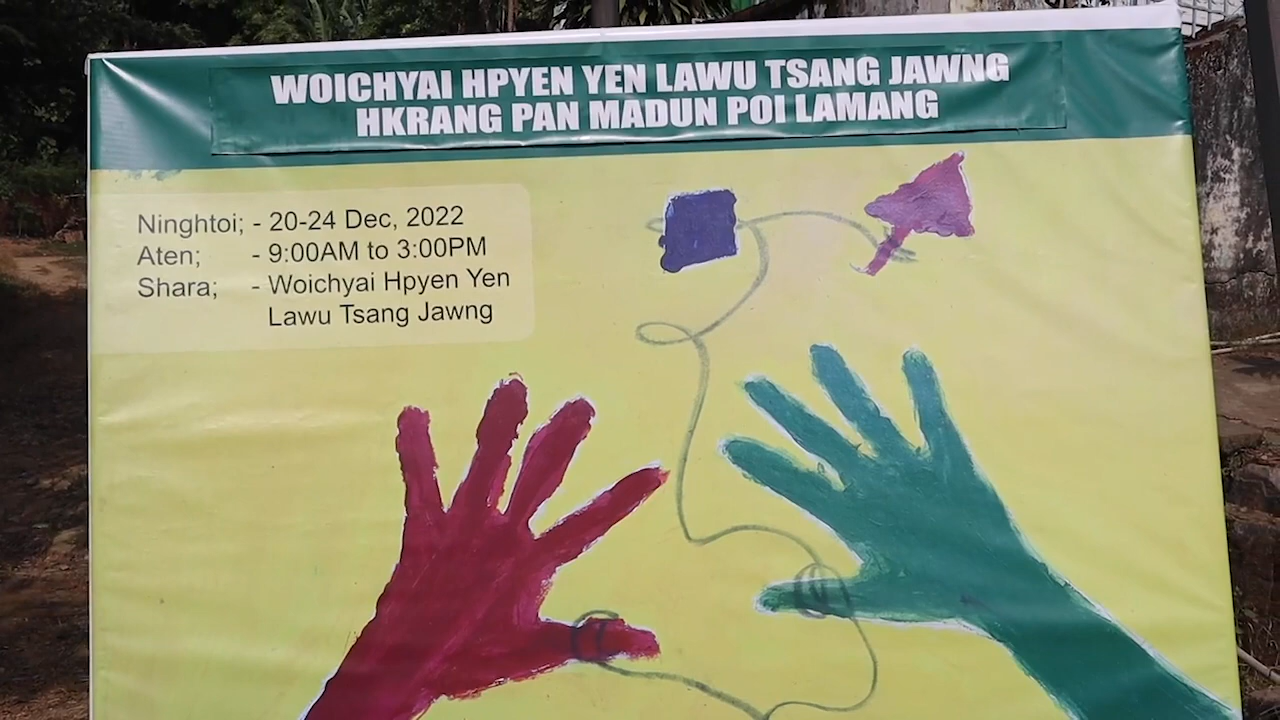 WOICHYAI HPYEN YEN LAWU TSANG JAWNG
HKRANG PAN MADUN POI LAMANG
Ninghtoi; - 20-24 Dec, 2022
Aten; - 9:00AM to 3:00PM
Shara; - Woichyai Hpyen Yen
Lawu Tsang Jawng